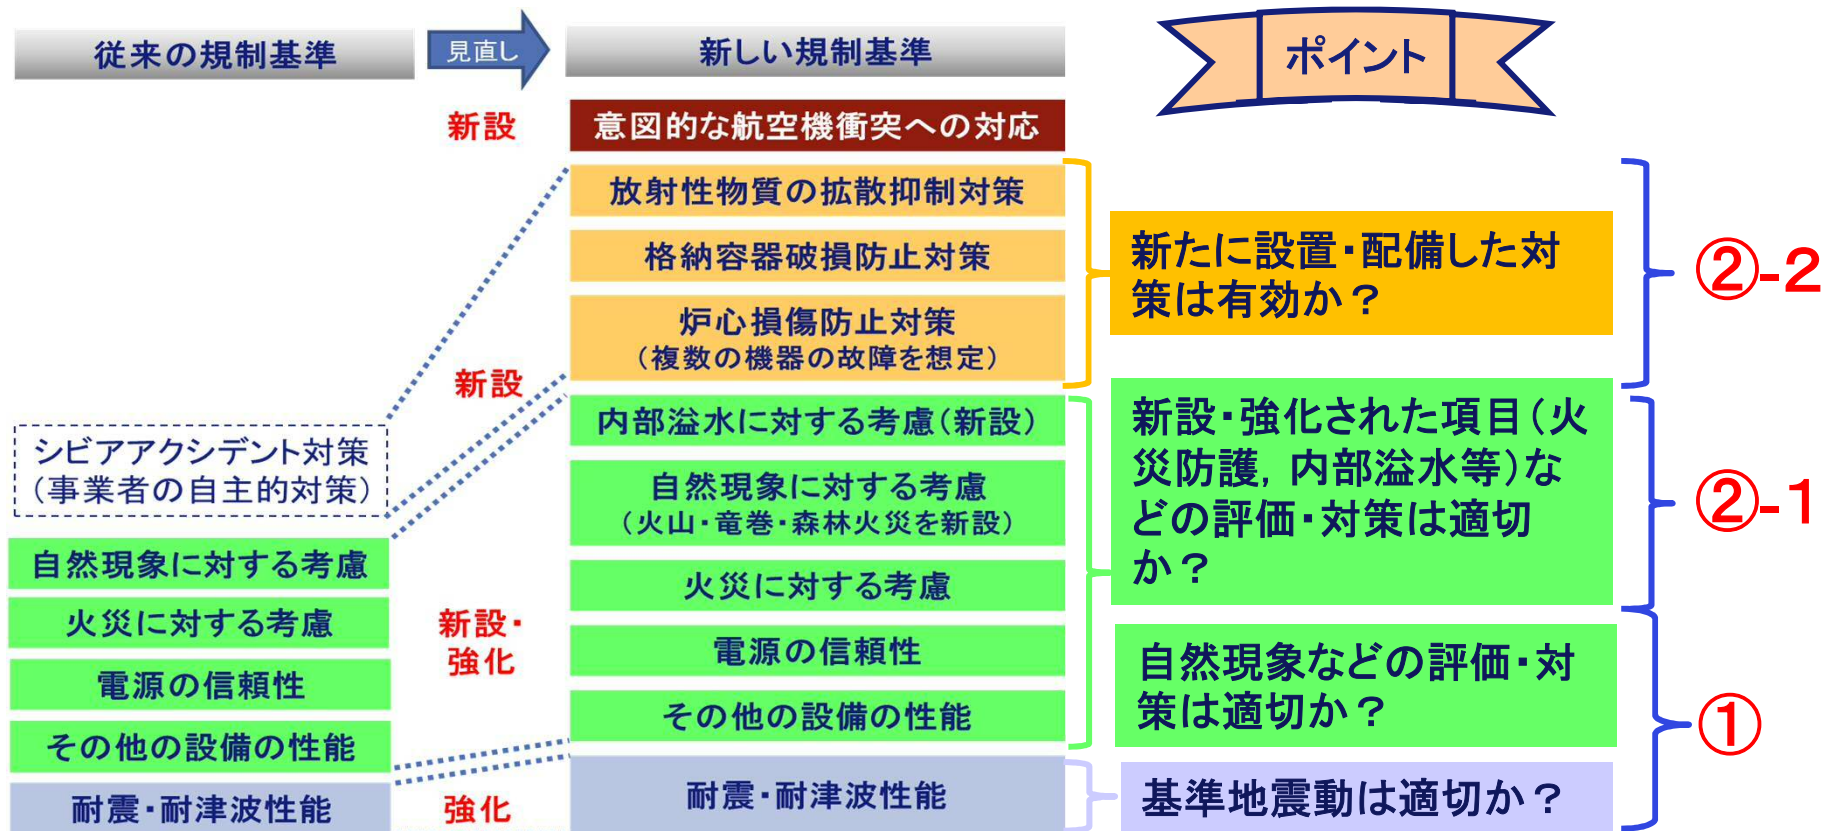 従来の規制基準
見直し
新しい規制基準
ポイント
新設
意図的な航空機衝突への対応
放射性物質の拡散抑制対策
格納容器破損防止対策
炉心損傷防止対策
（複数の機器の故障を想定）
新たに設置・配備した対
策は有効か？
②-2
新設
シビアアクシデント対策
（事業者の自主的対策）
内部溢水に対する考慮（新設）
自然現象に対する考慮
（火山・竜巻・森林火災を新設）
火災に対する考慮
電源の信頼性
その他の設備の性能
新設・強化された項目（火
災防護，内部溢水等）な
どの評価・対策は適切
か？
②-1
自然現象に対する考慮
火災に対する考慮
電源の信頼性
その他の設備の性能
新設・
強化
自然現象などの評価・対
策は適切か？
①
耐震・耐津波性能
強化
耐震・耐津波性能
基準地震動は適切か？